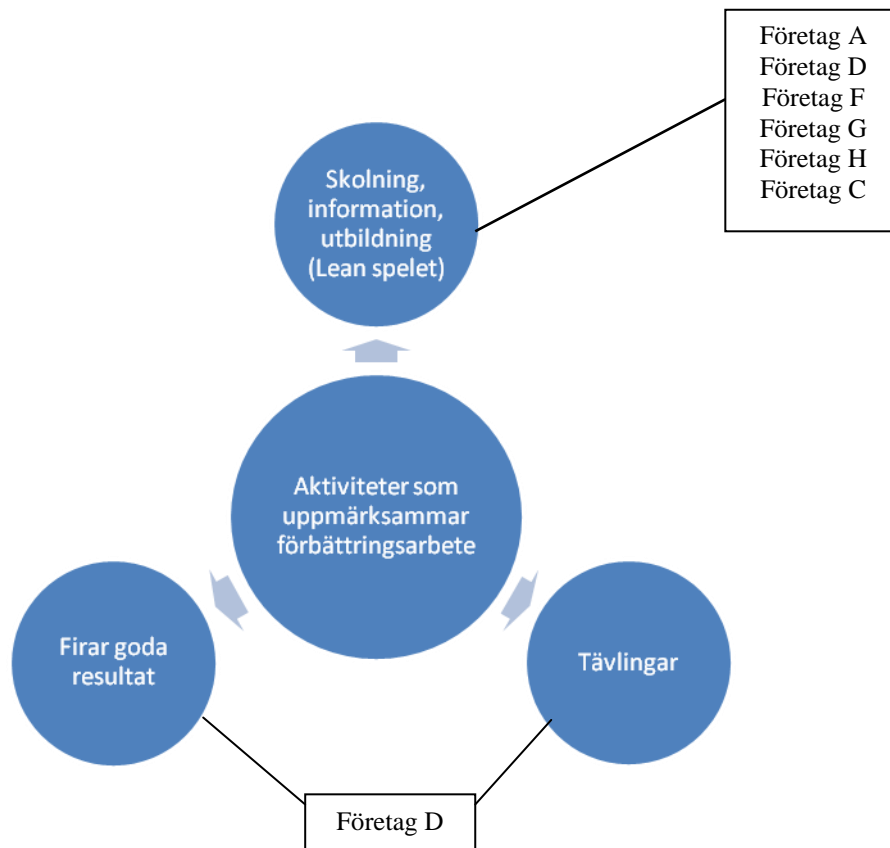 Företag A
Företag D
Företag F
Företag G
Företag H
Företag C
Skolning,
information,
utbildning
(Lean spelet)
Aktiviteter som
uppmärksammar
förbättringsarbete
Firar goda
resultat
Tävlingar
Företag D